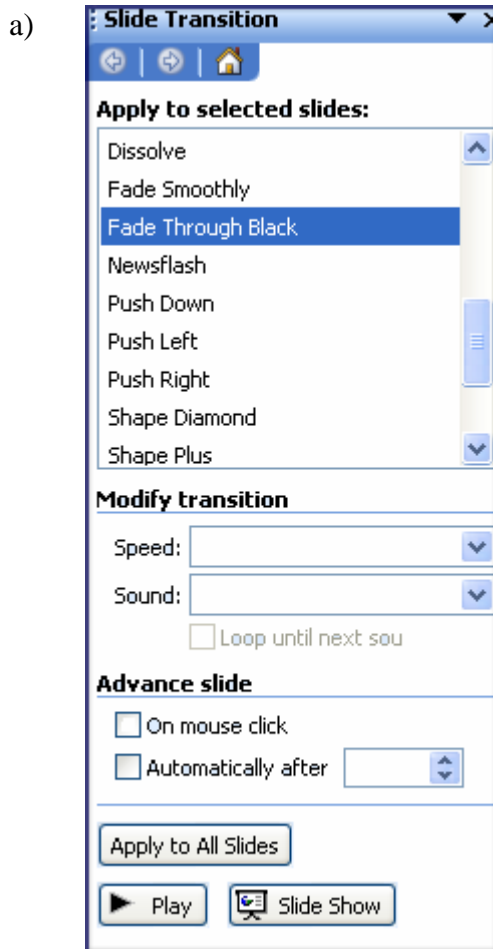 a)
Slide Transition
Apply to selected slides:
Dissolve
Fade Smoothly
Fade Through Black
Newsflash
Push Down
Push Left
Push Right
Shape Diamond
Shape Plus
Modify transition
Speed:
Sound:
Loop until next sou
Advance slide
On mouse click
Automatically after
Apply to All Slides
Play Slide Show